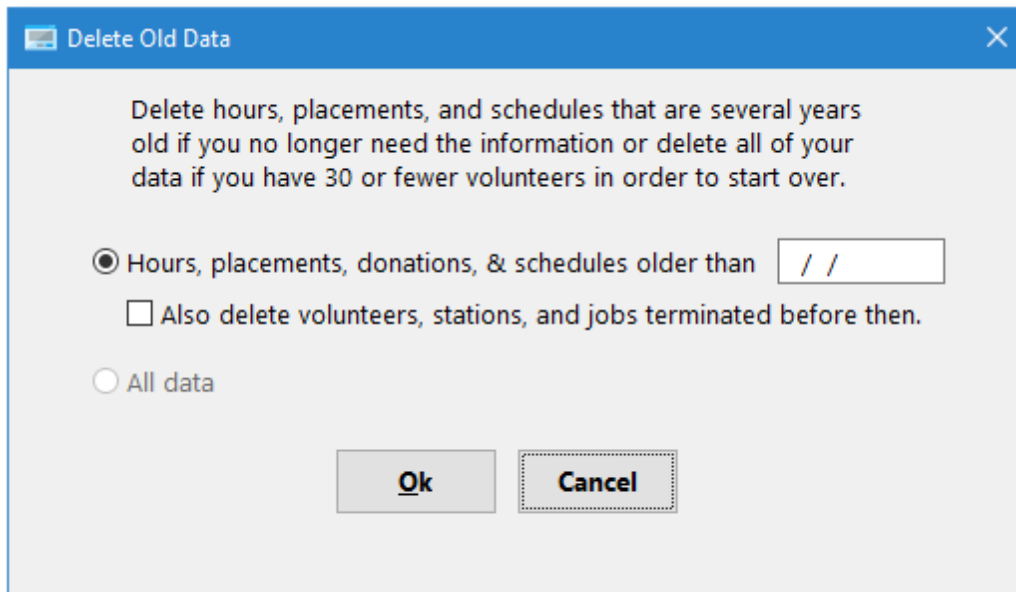 Delete Old Data
Delete hours, placements, and schedules that are several years
old if you no longer need the information or delete all of your
data if you have 30 or fewer volunteers in order to start over.
Hours, placements, donations, & schedules older than / /
Also delete volunteers, stations, and jobs terminated before then.
All data
Ok Cancel